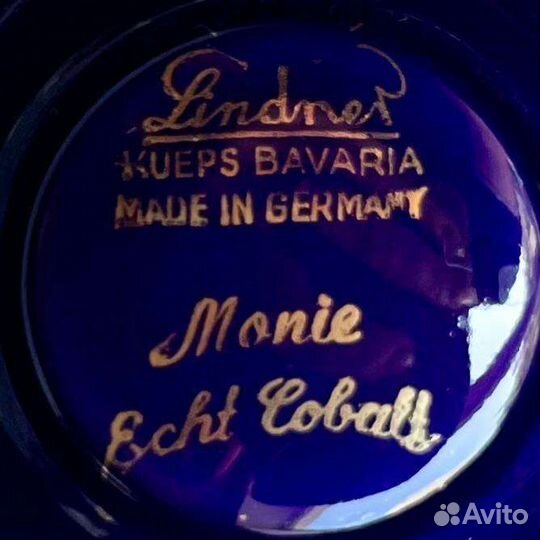 Lindner
KUEPS BAVARIA
MADE IN GERMANY
Monie
Echt Cobalt
Avito